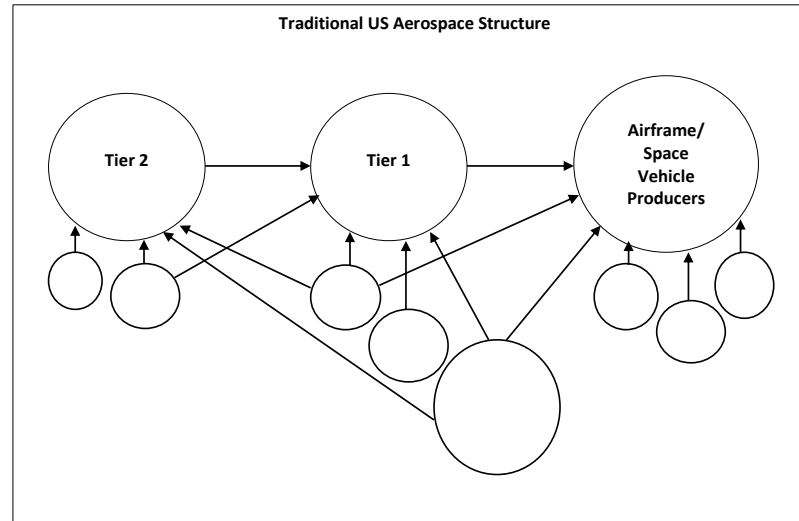 Traditional US Aerospace Structure
Tier 2
Tier 1
Airframe/
Space
Vehicle
Producers